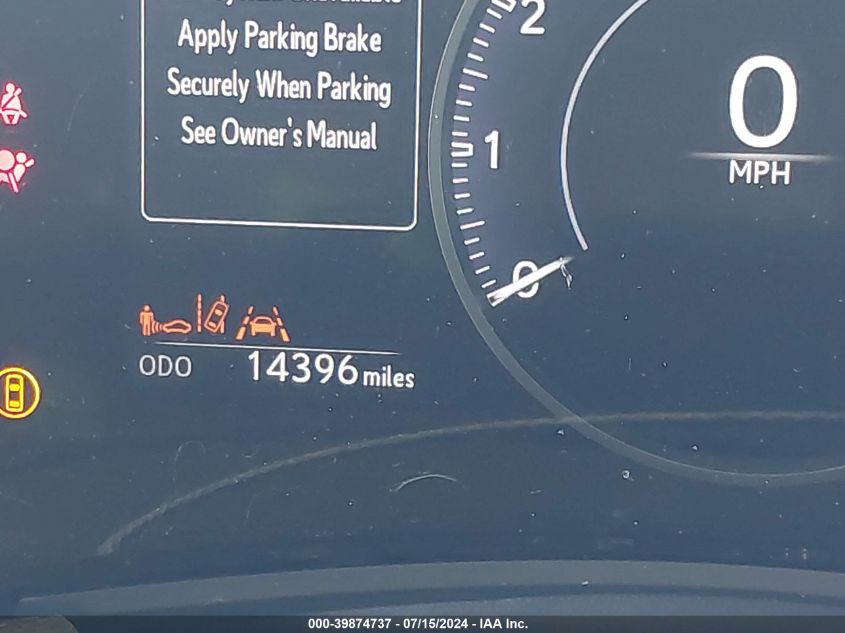 Apply Parking Brake
Securely When Parking
See Owner's Manual
2
1
0
0
MPH
ODO 14396 miles
000-39874737 - 07/15/2024 - IAA Inc.